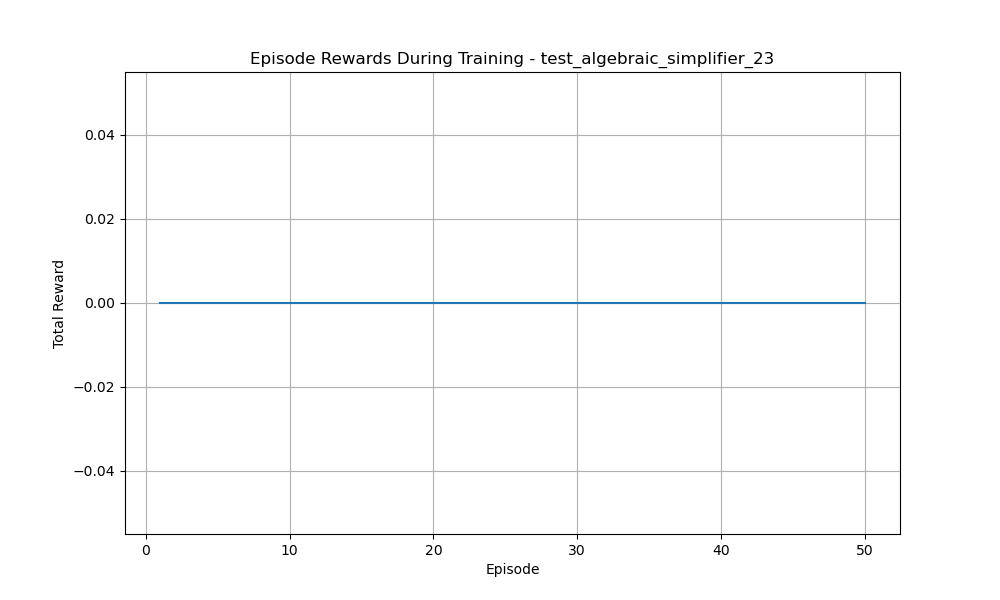 Episode Rewards During Training - test_algebraic_simplifier_23
0.04
0.02
0.00
−0.02
−0.04
Total Reward
0 10 20 30 40 50
Episode